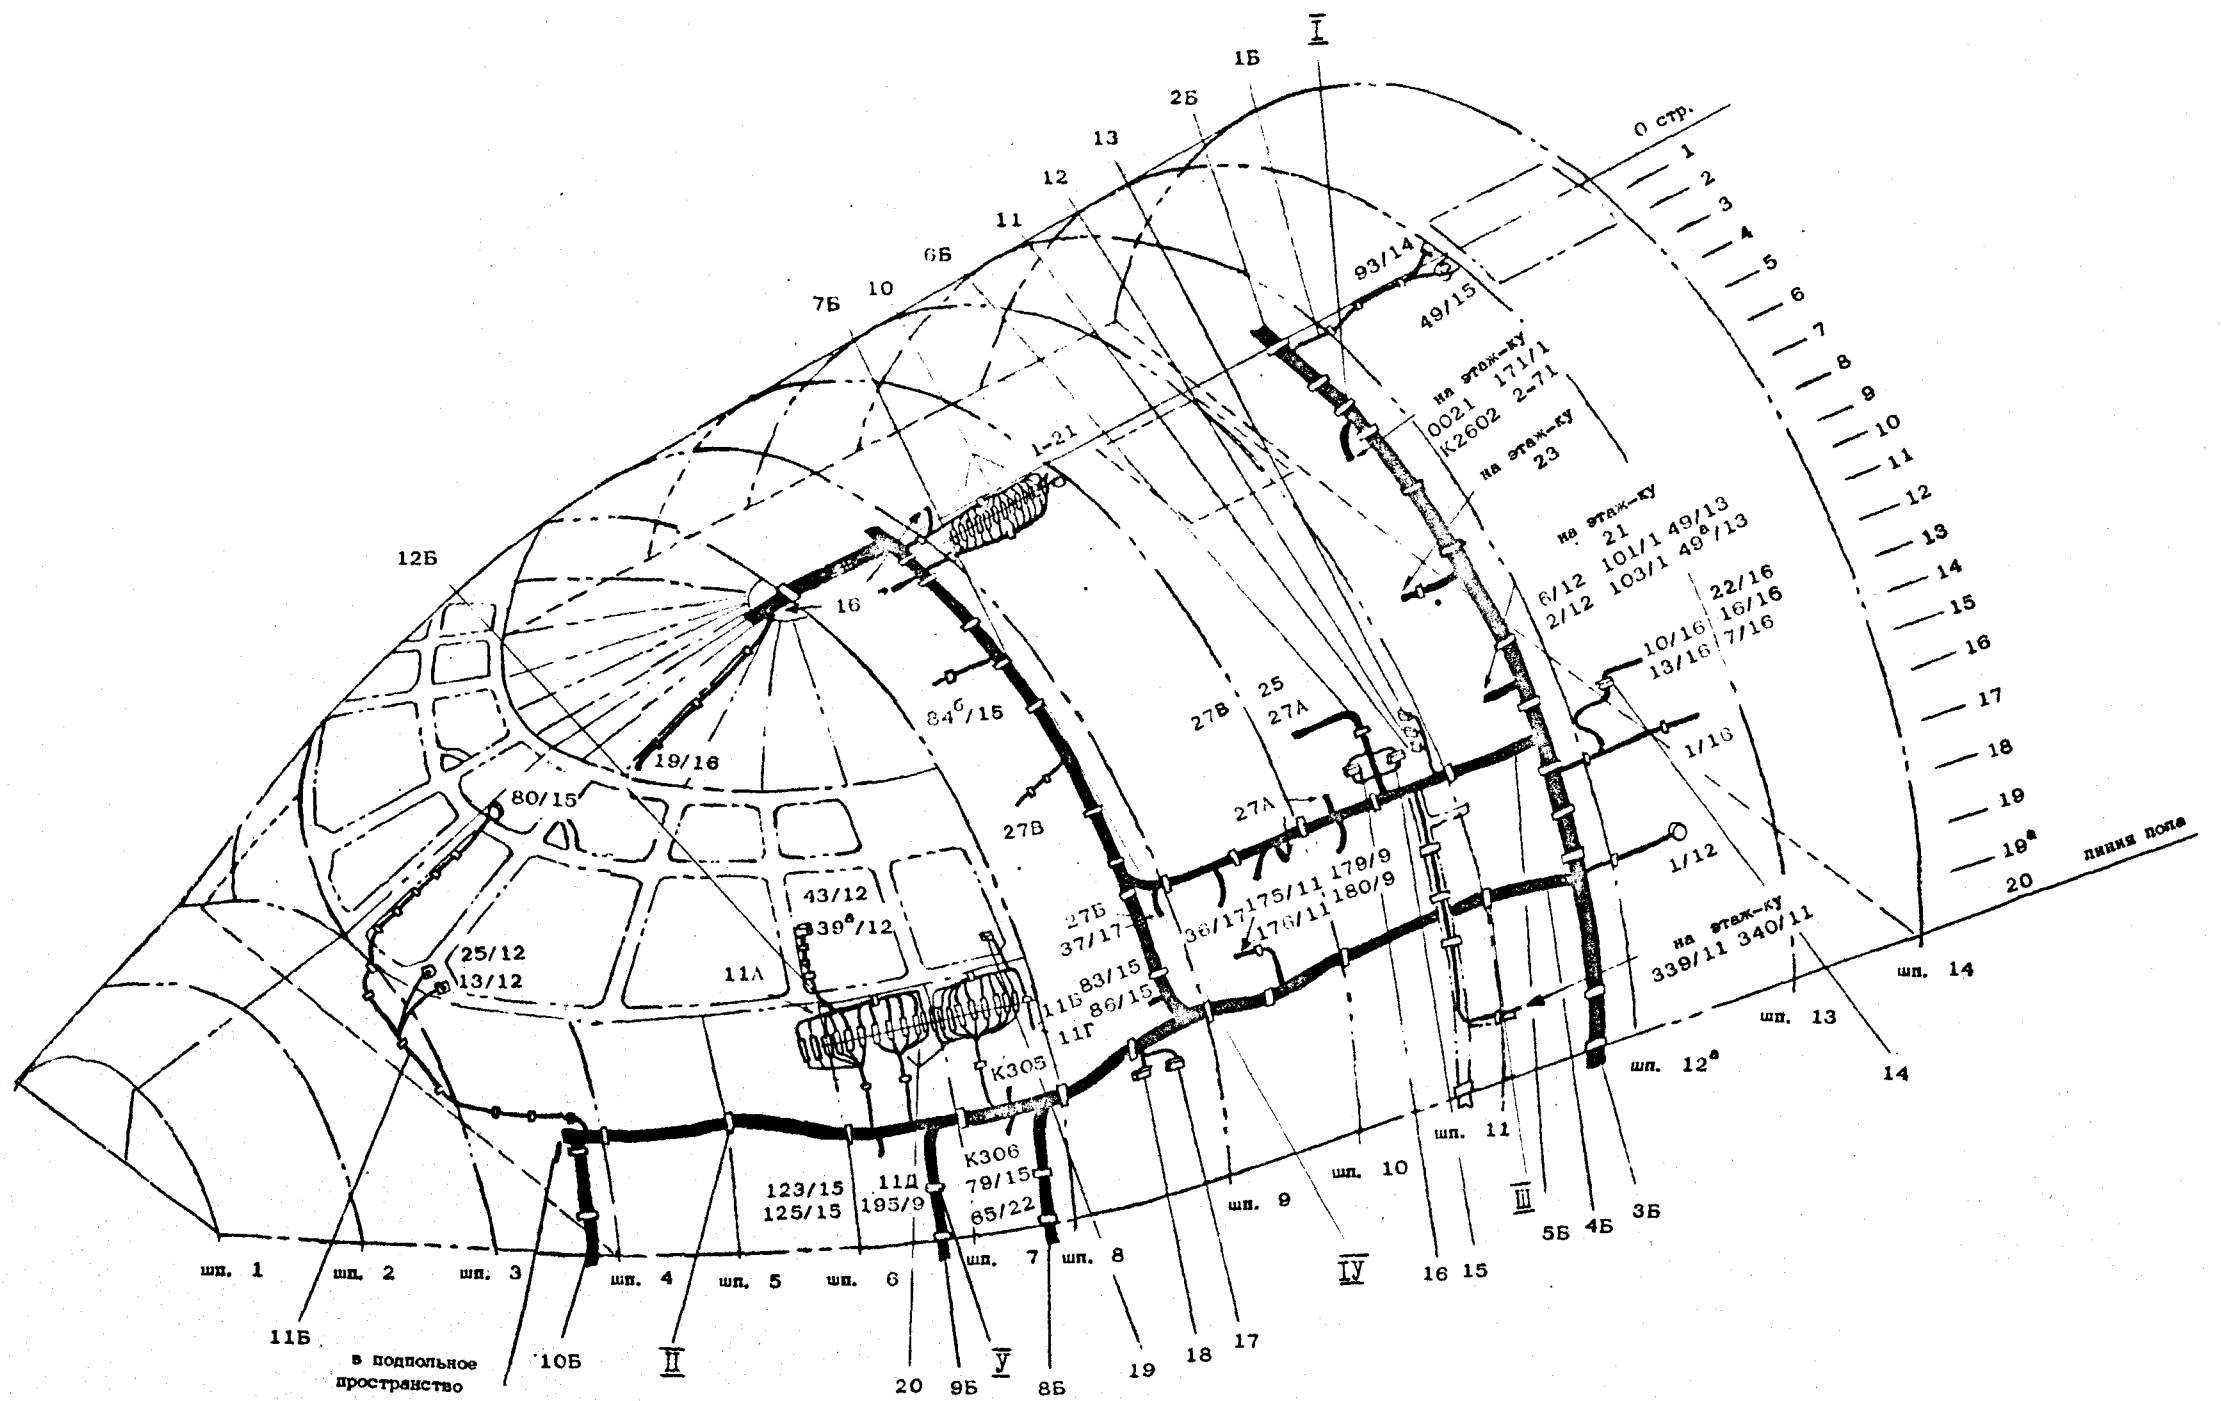 I
1Б
2Б
13
12
11
6Б
10
7Б
12Б
О стр.
1
2
3
4
5
6
7
8
9
10
11
12
13
14
15
16
17
18
19
19а
20
линия пола
93/14
49/15
на этаж-ку
0021 171/1
К2602 2-71
на этаж-ку
23
на этаж-ку
21
6/12 101/1 49/13
2/12 103/1 49а/13
22/16
10/16 16/16
13/16 7/16
1/16
1/12
на этаж-ку
339/11 340/11
1-21
16
84б/15
19/16
80/15
25
27А
27В
27А
27В
43/12
339а/12
25/12
13/12
11А
27Б
37/17
36/17
175/11 179/9
176/11 180/9
83/15
11Б
86/15
11Г
К305
К306
79/15
65/22
11Д
195/9
123/15
125/15
шп. 1
шп. 2
шп. 3
шп. 4
шп. 5
шп. 6
шп. 7
шп. 8
шп. 9
шп. 10
шп. 11
шп. 12а
шп. 13
шп. 14
11Б
в подпольное
пространство
10Б
II
20
9Б
V
8Б
19
18
17
IV
16
15
III
5Б
4Б
3Б
14